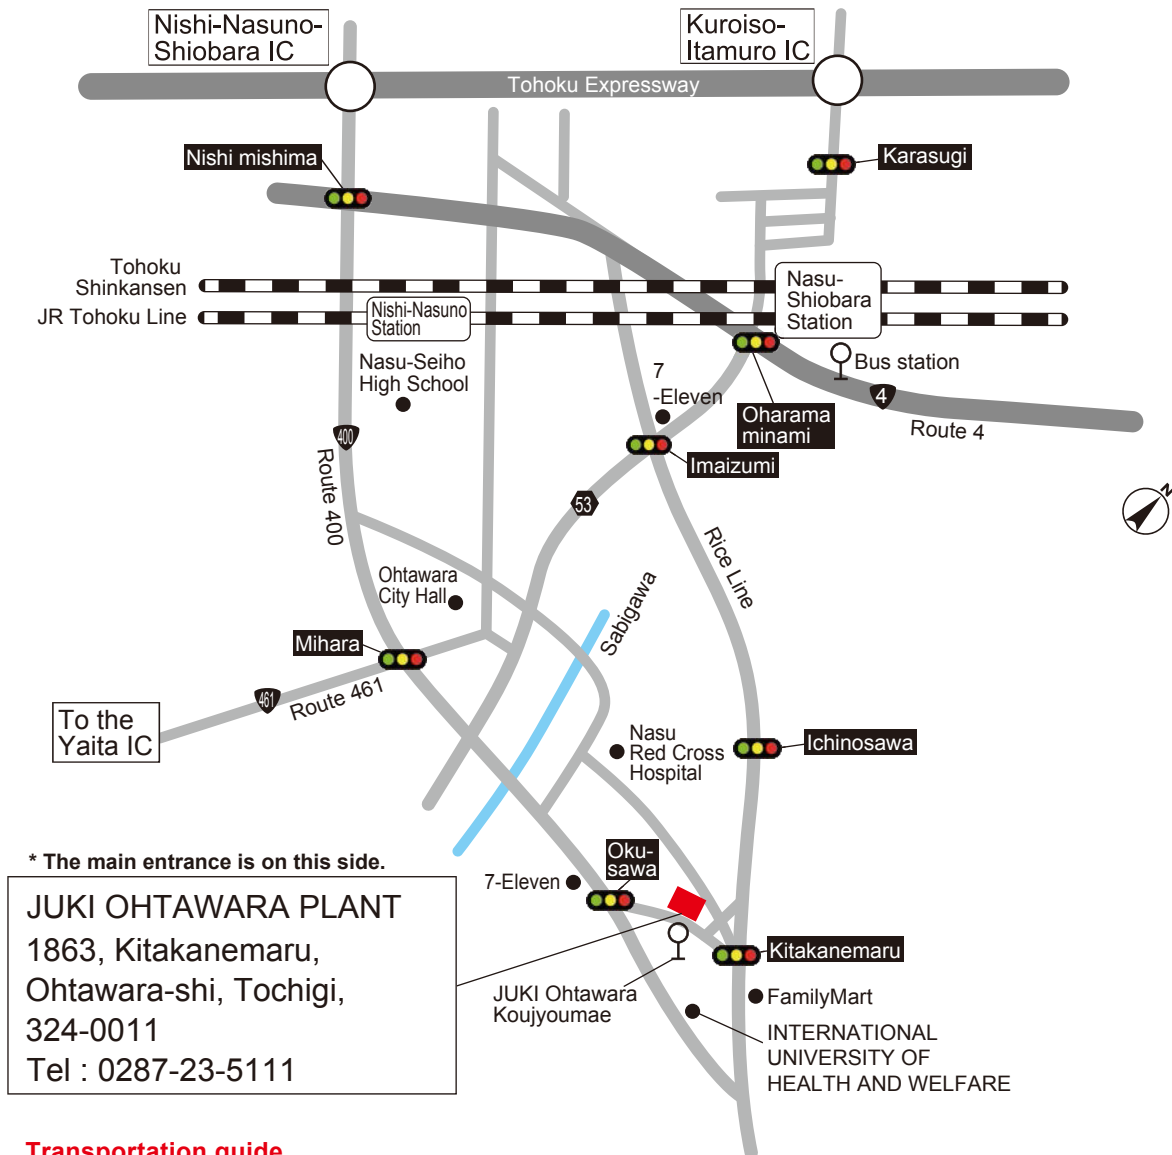 Nishi-Nasuno-
Shiobara IC
Kuroiso-
Itamuro IC
Tohoku Expressway
Nishi mishima
Karasugi
Tohoku
Shinkansen
JR Tohoku Line
Nishi-Nasuno
Station
Nasu-
Shiobara
Station
Nasu-Seiho
High School
7
-Eleven
Bus station
4
Route 4
Oharama
minami
400
Route 400
Imaizumi
53
N
Rice Line
Ohtawara
City Hall
Sabigawa
Mihara
461
Route 461
To the
Yaita IC
Nasu
Red Cross
Hospital
Ichinosawa
* The main entrance is on this side.
Oku-
sawa
7-Eleven
JUKI OHTAWARA PLANT
1863, Kitakanemaru,
Ohtawara-shi, Tochigi,
324-0011
Tel : 0287-23-5111
Kitakanemaru
JUKI Ohtawara
Koujyoumae
FamilyMart
INTERNATIONAL
UNIVERSITY OF
HEALTH AND WELFARE
Transportation guide